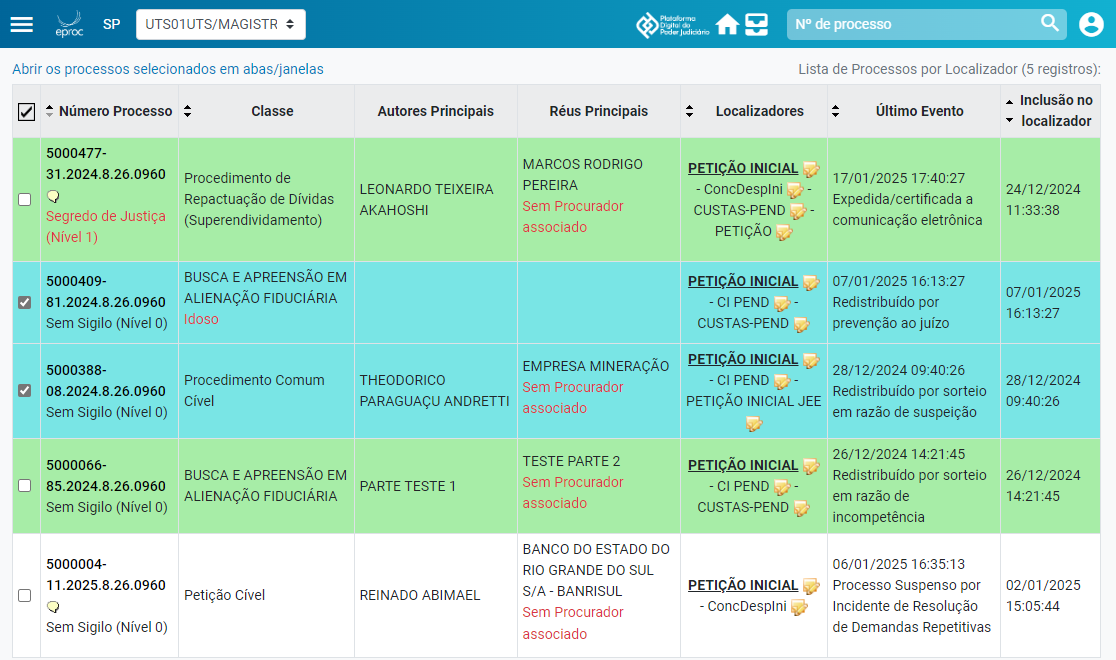 eproc
SP
UTS01UTS/MAGISTR
Plataforma
Digital do
Poder Judiciário
Nº de processo
Abrir os processos selecionados em abas/janelas
Lista de Processos por Localizador (5 registros):
Número Processo
Classe
Autores Principais
Réus Principais
Localizadores
Último Evento
Inclusão no
localizador
5000477-
31.2024.8.26.0960
Segredo de Justiça
(Nível 1)
Procedimento de
Repactuação de Dívidas
(Superendividamento)
LEONARDO TEIXEIRA
AKAHOSHI
MARCOS RODRIGO
PEREIRA
Sem Procurador
associado
PETIÇÃO INICIAL
- ConcDespIni -
CUSTAS-PEND -
PETIÇÃO
17/01/2025 17:40:27
Expedida/certificada a
comunicação eletrônica
24/12/2024
11:33:38
5000409-
81.2024.8.26.0960
Sem Sigilo (Nível 0)
BUSCA E APREENSÃO EM
ALIENAÇÃO FIDUCIÁRIA
Idoso
PETIÇÃO INICIAL
- CI PEND -
CUSTAS-PEND
07/01/2025 16:13:27
Redistribuído por
prevenção ao juízo
07/01/2025
16:13:27
5000388-
08.2024.8.26.0960
Sem Sigilo (Nível 0)
Procedimento Comum
Cível
THEODORICO
PARAGUAÇU ANDRETTI
EMPRESA MINERAÇÃO
Sem Procurador
associado
PETIÇÃO INICIAL
- CI PEND -
PETIÇÃO INICIAL JEE
28/12/2024 09:40:26
Redistribuído por sorteio
em razão de suspeição
28/12/2024
09:40:26
5000066-
85.2024.8.26.0960
Sem Sigilo (Nível 0)
BUSCA E APREENSÃO EM
ALIENAÇÃO FIDUCIÁRIA
PARTE TESTE 1
TESTE PARTE 2
Sem Procurador
associado
PETIÇÃO INICIAL
- CI PEND -
CUSTAS-PEND
26/12/2024 14:21:45
Redistribuído por sorteio
em razão de
incompetência
26/12/2024
14:21:45
5000004-
11.2025.8.26.0960
Sem Sigilo (Nível 0)
Petição Cível
REINADO ABIMAEL
BANCO DO ESTADO DO
RIO GRANDE DO SUL
S/A - BANRISUL
Sem Procurador
associado
PETIÇÃO INICIAL
- ConcDespIni
06/01/2025 16:35:13
Processo Suspenso por
Incidente de Resolução
de Demandas Repetitivas
02/01/2025
15:05:44